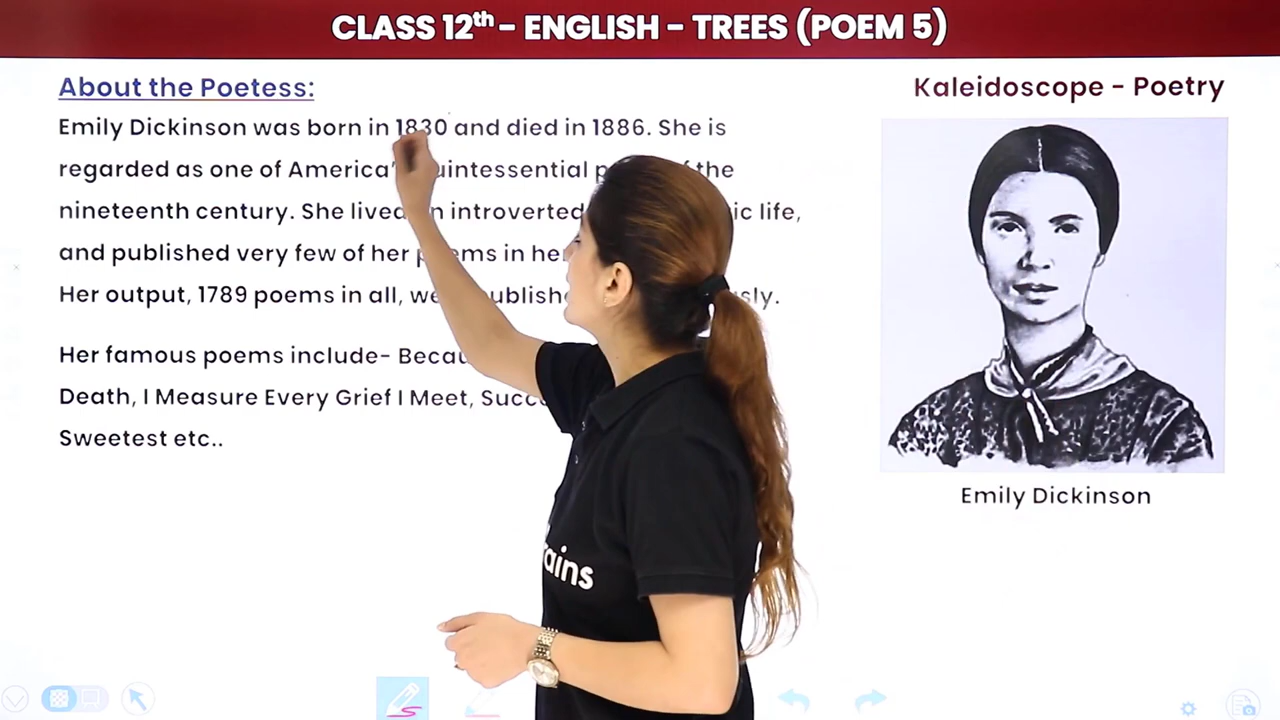 CLASS 12th - ENGLISH - TREES (POEM 5)
About the Poetess:
Kaleidoscope - Poetry
Emily Dickinson was born in 1830 and died in 1886. She is
regarded as one of America' the
nineteenth century. She lived introverted life,
and published very few of her in
Her output, 1789 poems in all,
Her famous poems include-
Death, I Measure Every Grief I Meet,
Sweetest etc..
Emily Dickinson